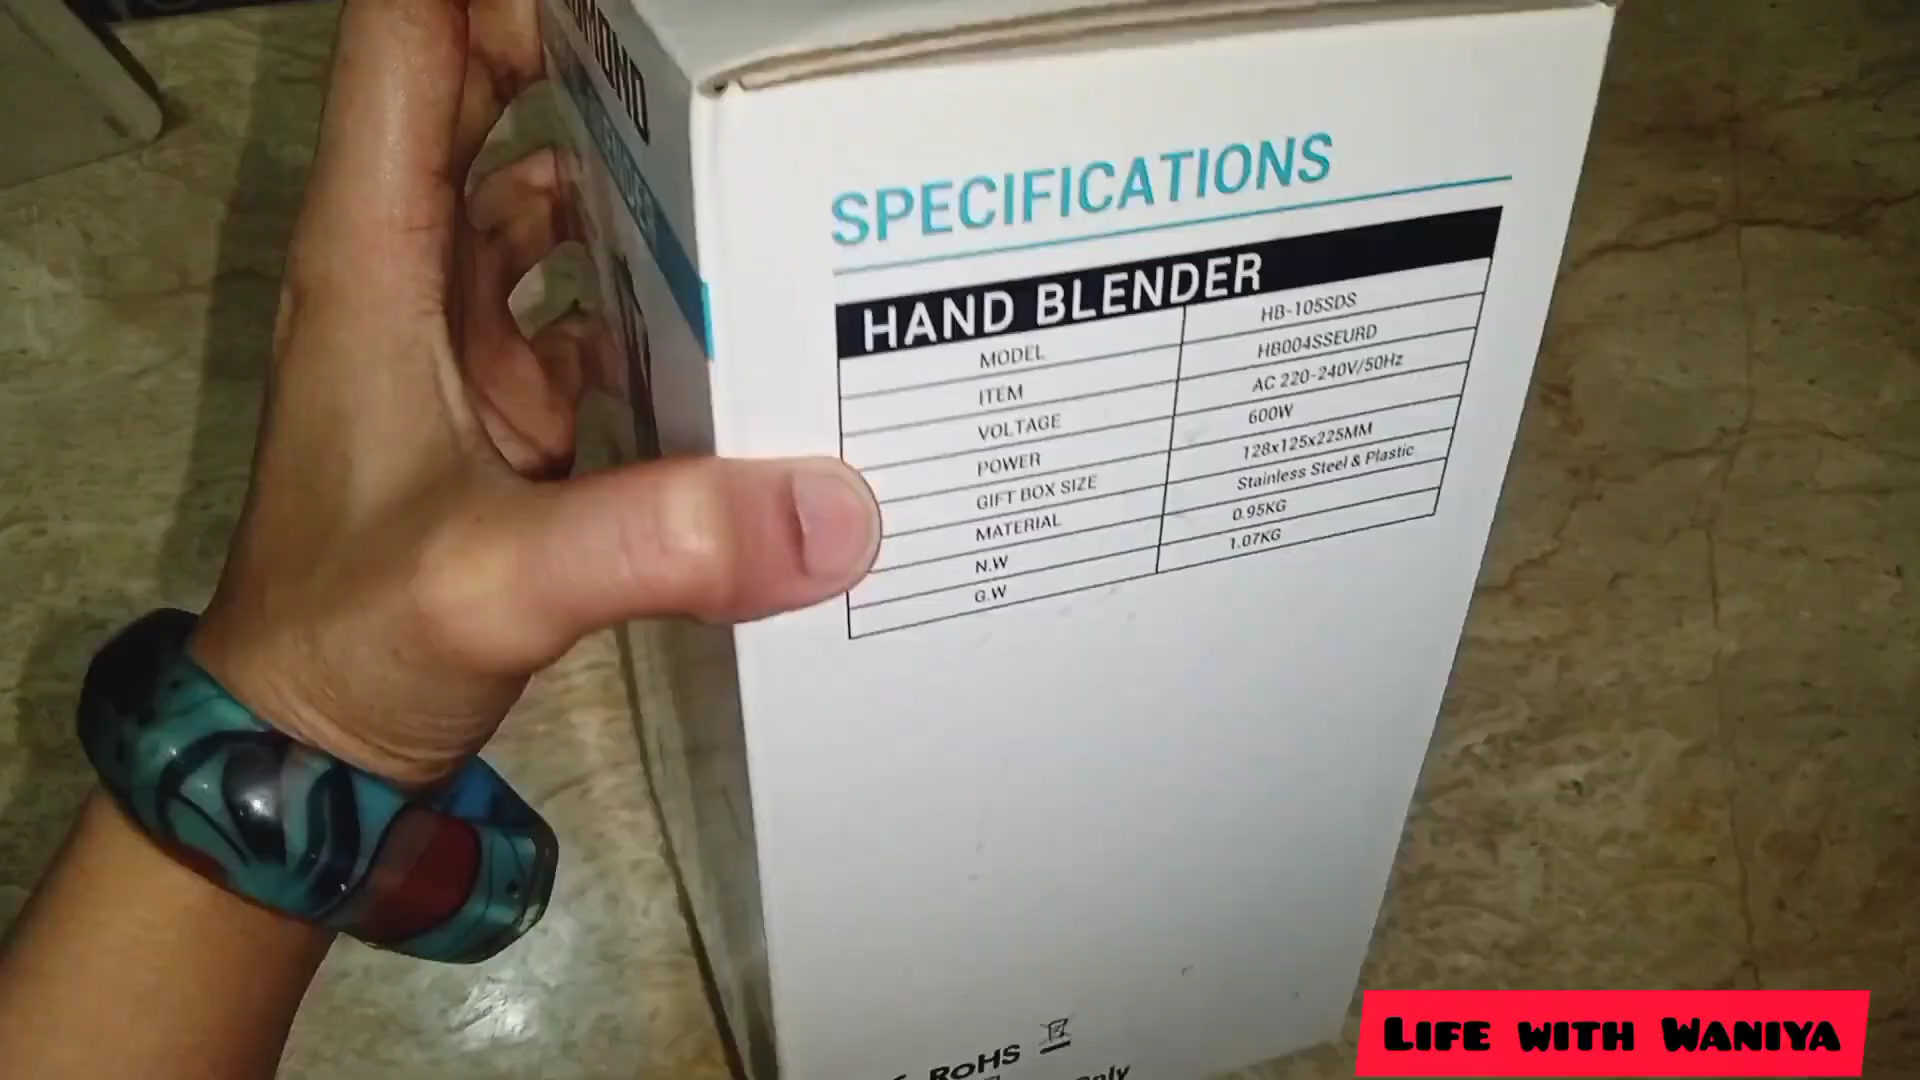 SPECIFICATIONS
HAND BLENDER
MODEL HB-105SDS
ITEM HB004SSEURD
VOLTAGE AC 220-240V/50Hz
POWER 600W
GIFT BOX SIZE 128x125x225MM
MATERIAL Stainless Steel & Plastic
N.W 0.95KG
G.W 1.07KG
RoHS
Only
LIFE WITH WANIYA